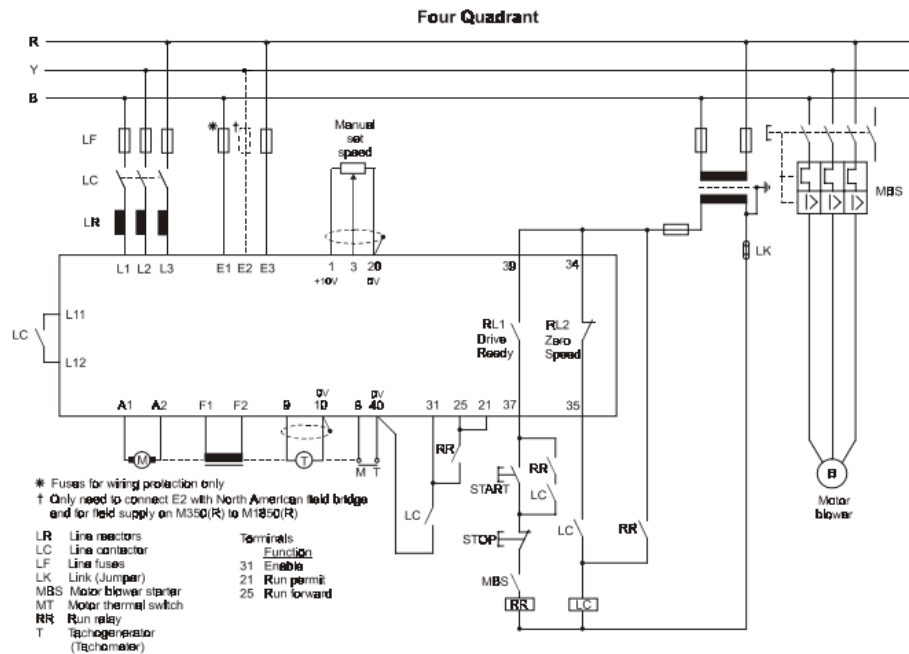 Four Quadrant
R
Y
B
LF
LC
LR
*
†
Manual
set
speed
MBS
LK
L1 L2 L3 E1 E2 E3 1 3 20 39 34
+10V 0V
LC
L11
L12
RL1
Drive
Ready
RL2
Zero
Speed
0V 0V
A1 A2 F1 F2 9 10 8 40 31 25 21 37 35
M
T
M T
RR
RR
START
LC
LC
LC
RR
STOP
MBS
RR
LC
B
Motor
blower
* Fuses for wiring protection only
† Only need to connect E2 with North American field bridge
and for field supply on M350(R) to M1850(R)
LR Line reactors
LC Line contactor
LF Line fuses
LK Link (Jumper)
MBS Motor blower starter
MT Motor thermal switch
RR Run relay
T Tachogenerator
(Tachometer)
Terminals
Function
31 Enable
21 Run permit
25 Run forward